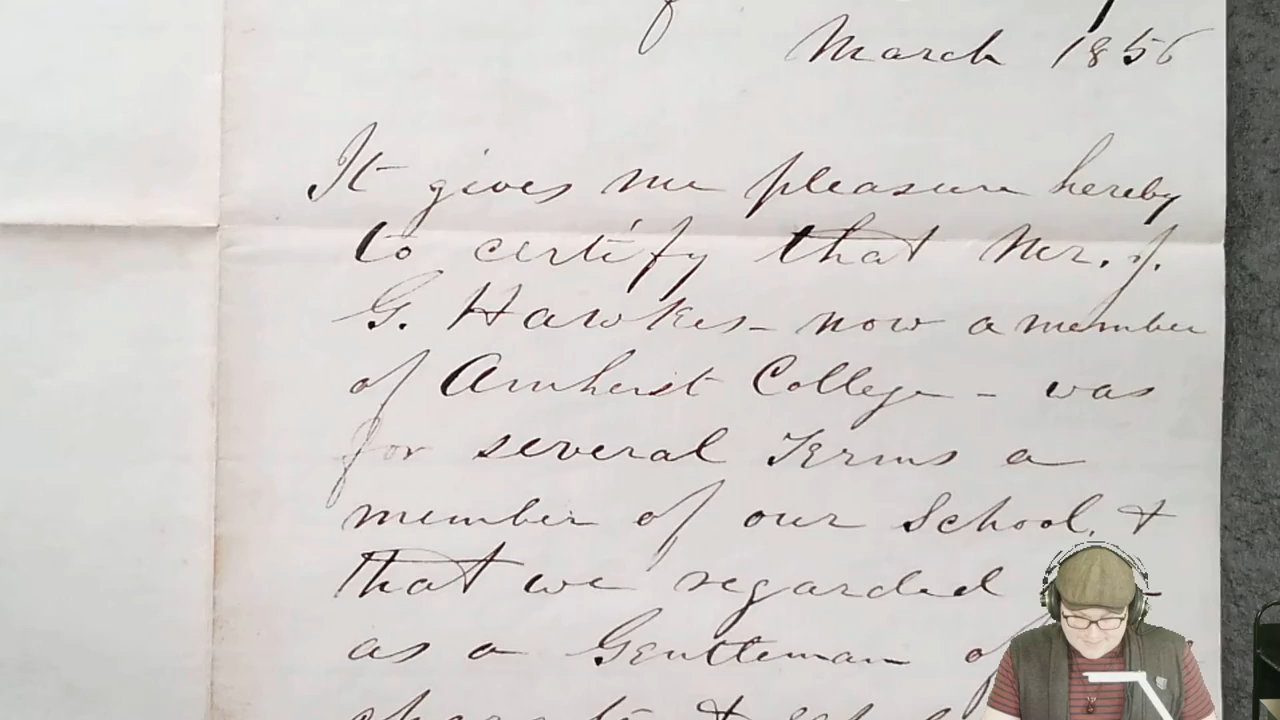 March 1856
It gives me pleasure hereby
to certify that Mr. J.
G. Hawkes - now a member
of Amherst College - was
for several Terms a
member of our School, &
that we regarded
as a Gentleman of